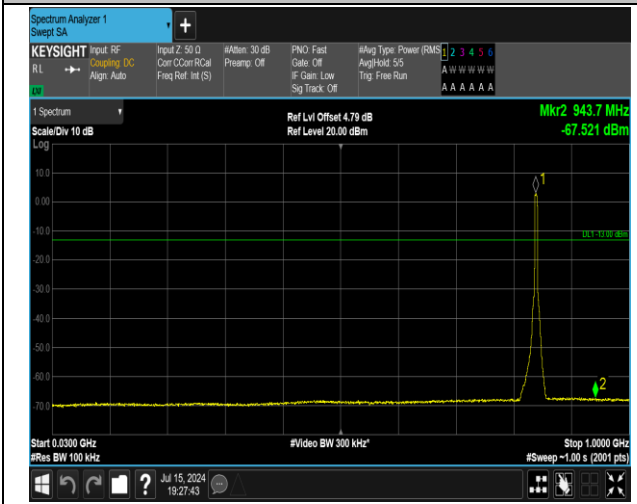 Spectrum Analyzer 1
Swept SA
+
KEYSIGHT Input: RF Input Z: 50 Ω #Atten: 30 dB PNO: Fast #Avg Type: Power (RMS 1 2 3 4 5 6
RL Coupling: DC Corr CCorr RCal Preamp: Off Gate: Off Avg|Hold: 5/5 A W W W W W
Align: Auto Freq Ref: Int (S) IF Gain: Low Trig: Free Run
Sig Track: Off A A A A A A
1 Spectrum Ref Lvl Offset 4.79 dB Mkr2 943.7 MHz
Scale/Div 10 dB Ref Level 20.00 dBm -67.521 dBm
Log
10.0 1
0.00
-10.0 DL1 -13.00 dBm
-20.0
-30.0
-40.0
-50.0
-60.0 2
-70.0
Start 0.0300 GHz #Video BW 300 kHz* Stop 1.0000 GHz
#Res BW 100 kHz #Sweep ~1.00 s (2001 pts)
? Jul 15, 2024
19:27:43